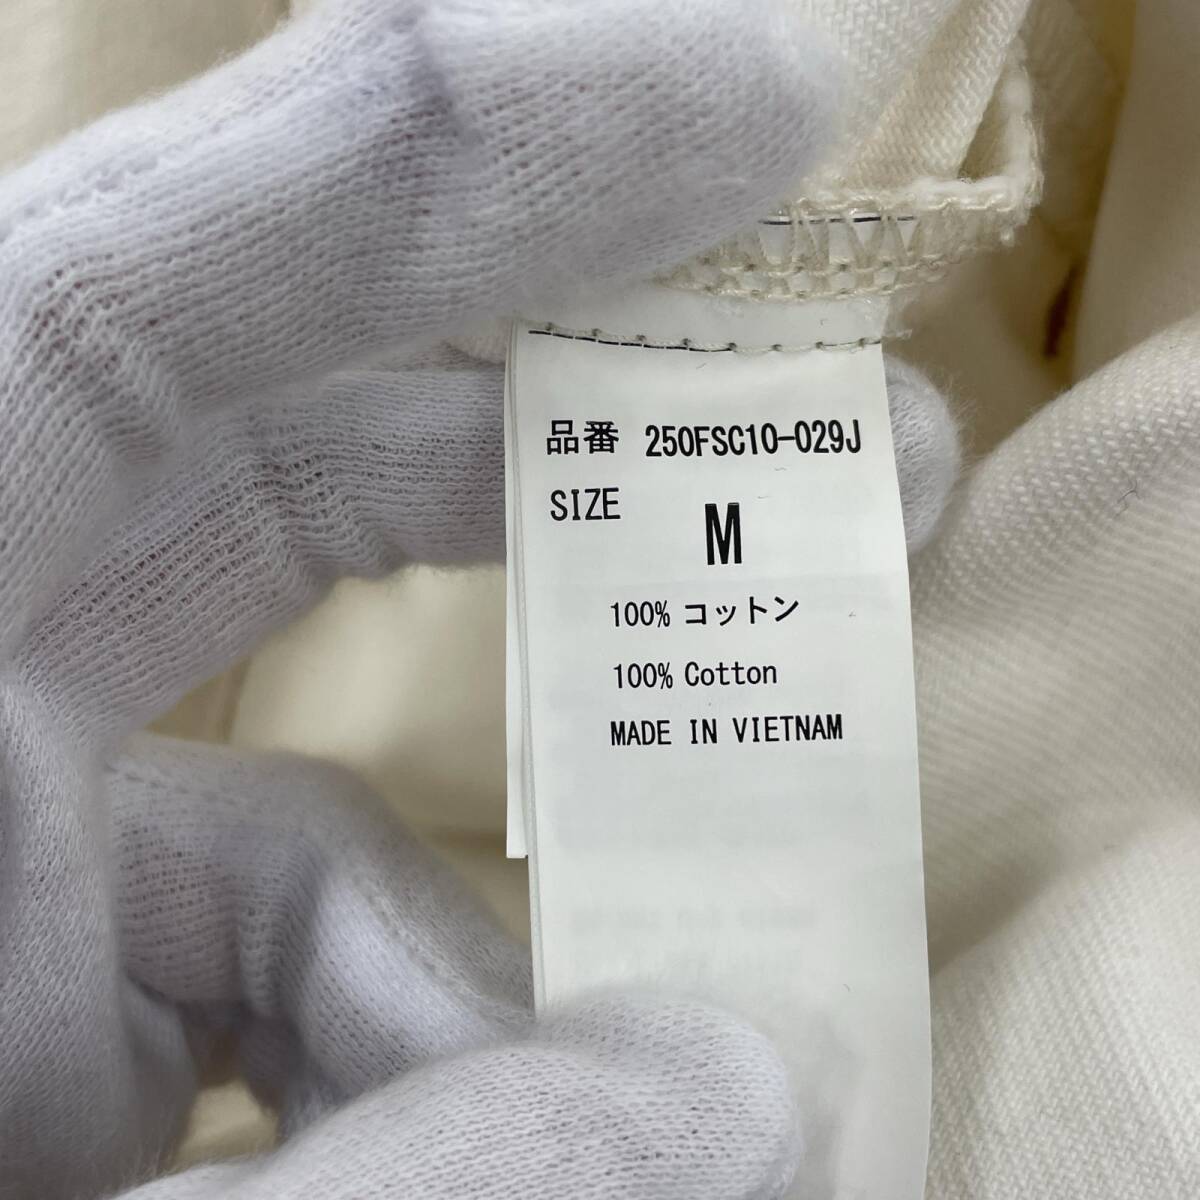 品番 250FSC10-029J
SIZE
M
100% コットン
100% Cotton
MADE IN VIETNAM